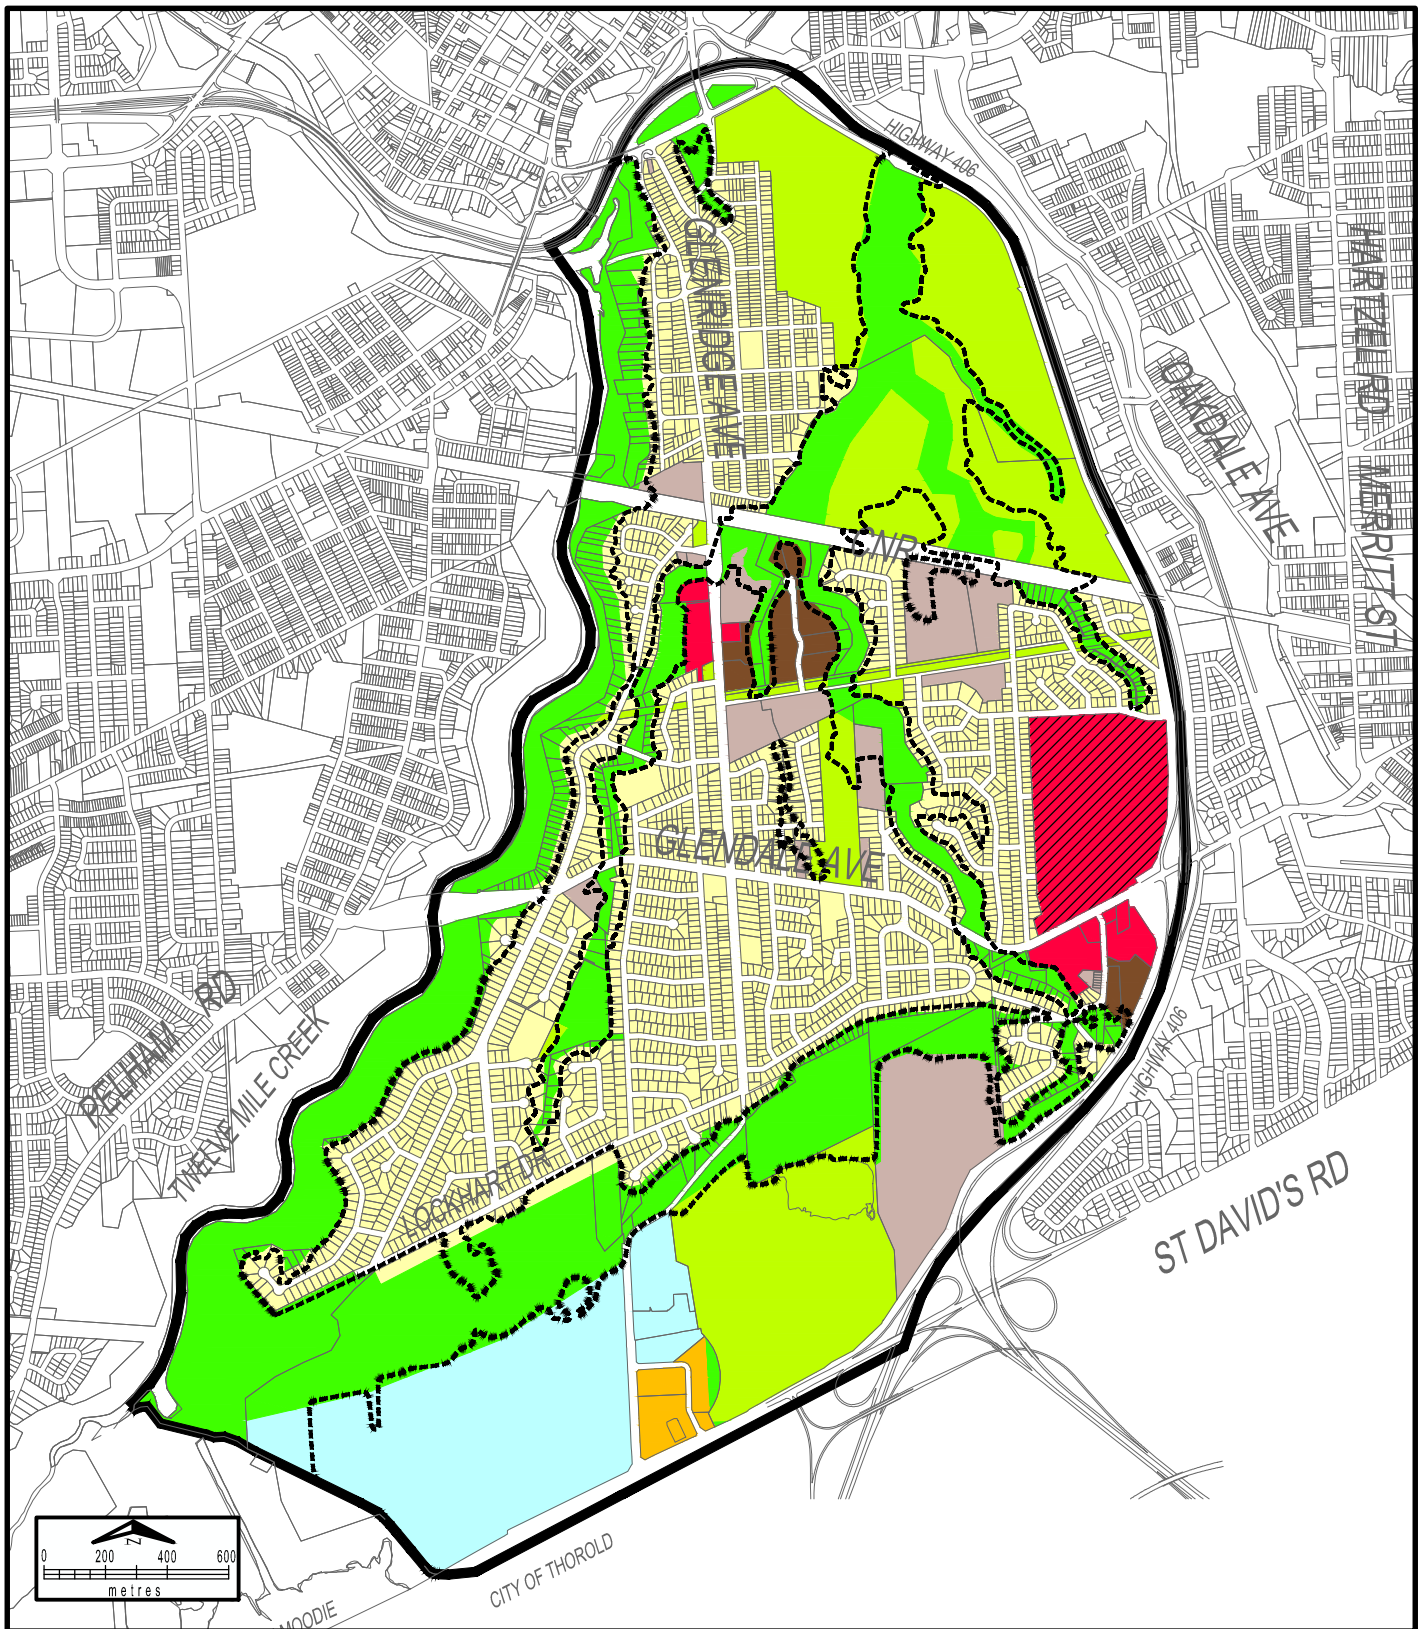 HIGHWAY 406
GLENRIDGE AVE
HARTZEL RD
OAKDALE AVE
MERRITT ST
CNR
GLENDALE AVE
PELHAM RD
TWELVE MILE CREEK
HIGHWAY 406
LOCKHART DR
ST DAVID'S RD
N
0 200 400 600
metres
CITY OF THOROLD
MOODIE